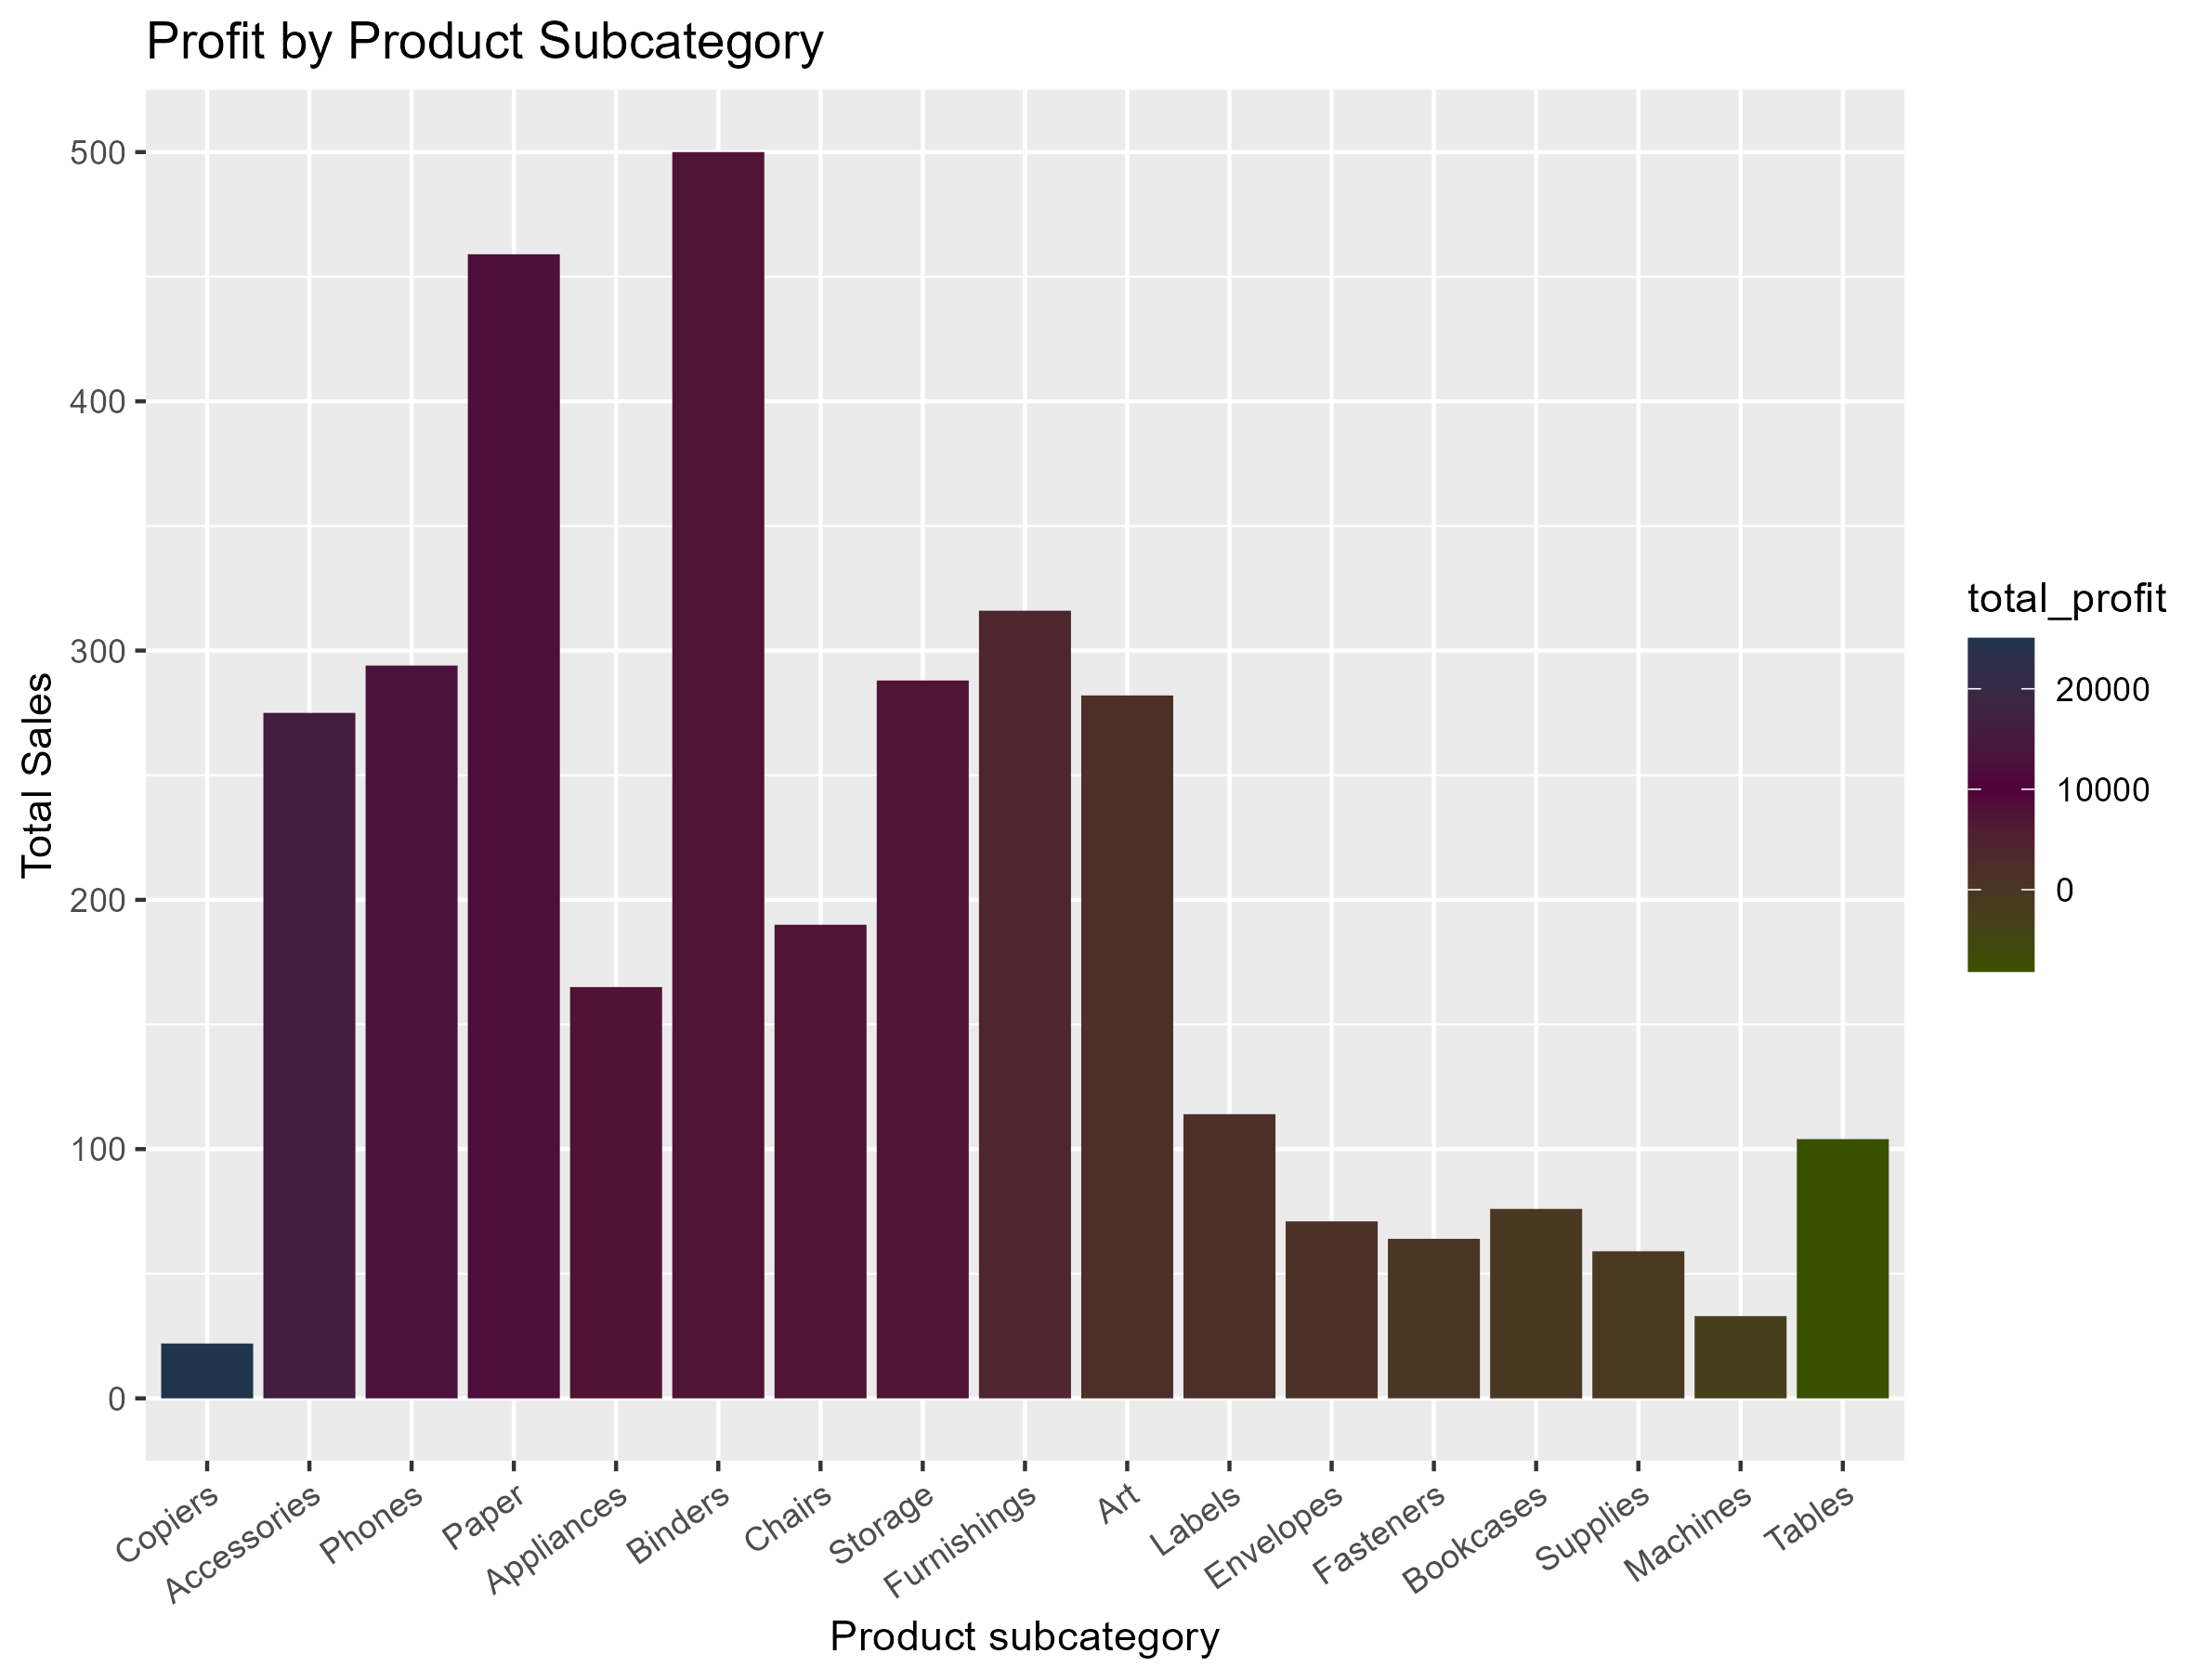 Profit by Product Subcategory
500
400
300
200
100
0
Total Sales
Copiers
Accessories
Phones
Paper
Appliances
Binders
Chairs
Storage
Furnishings
Art
Labels
Envelopes
Fasteners
Bookcases
Supplies
Machines
Tables
Product subcategory
total_profit
20000
10000
0